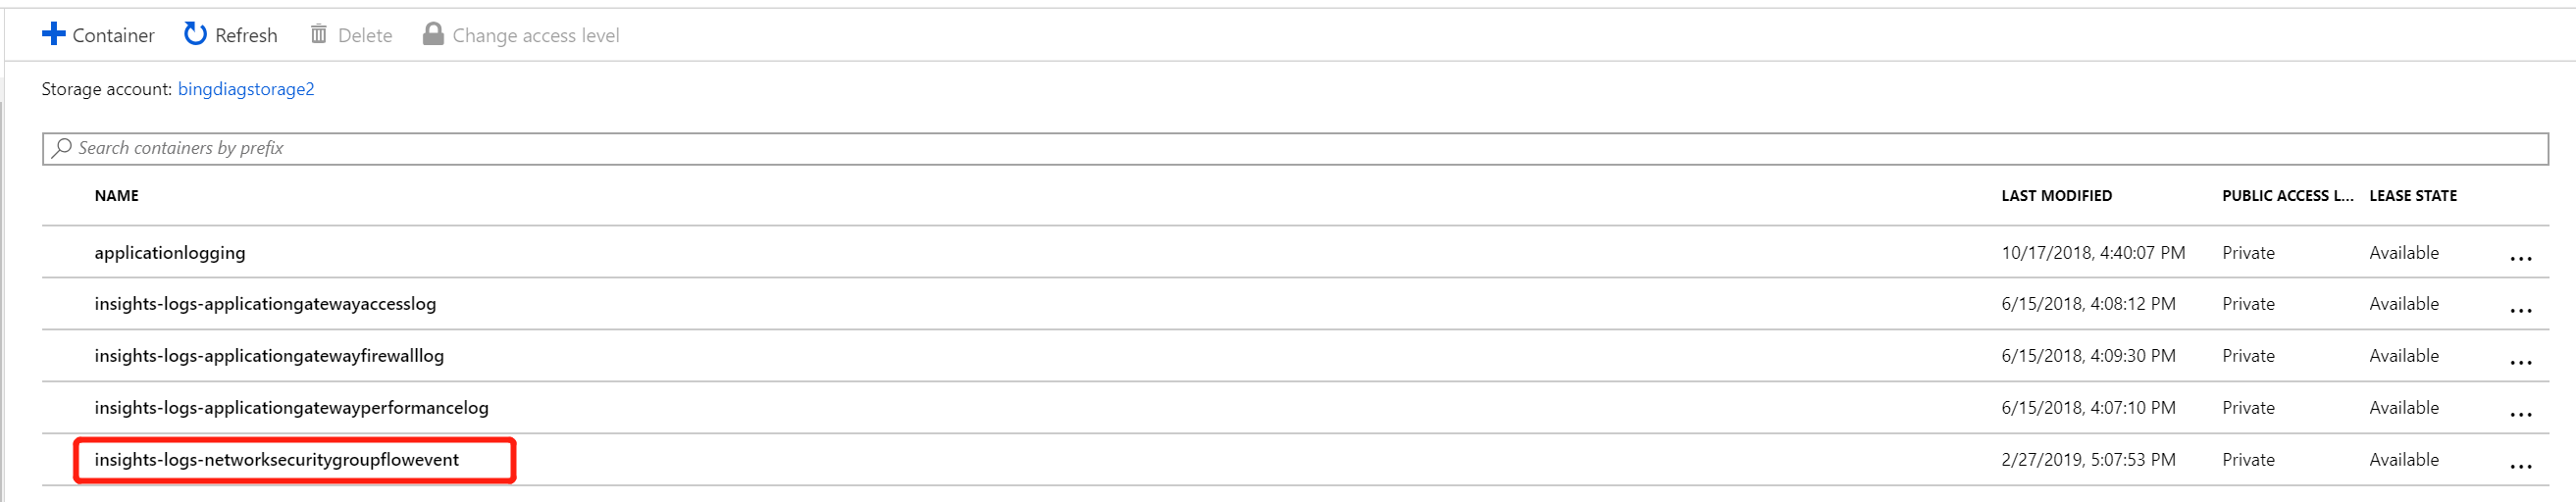 Container Refresh Delete Change access level
Storage account: bingdiagstorage2
Search containers by prefix
NAME LAST MODIFIED PUBLIC ACCESS L... LEASE STATE
applicationlogging 10/17/2018, 4:40:07 PM Private Available ...
insights-logs-applicationgatewayaccesslog 6/15/2018, 4:08:12 PM Private Available ...
insights-logs-applicationgatewayfirewalllog 6/15/2018, 4:09:30 PM Private Available ...
insights-logs-applicationgatewayperformancelog 6/15/2018, 4:07:10 PM Private Available ...
insights-logs-networksecuritygroupflowevent 2/27/2019, 5:07:53 PM Private Available ...